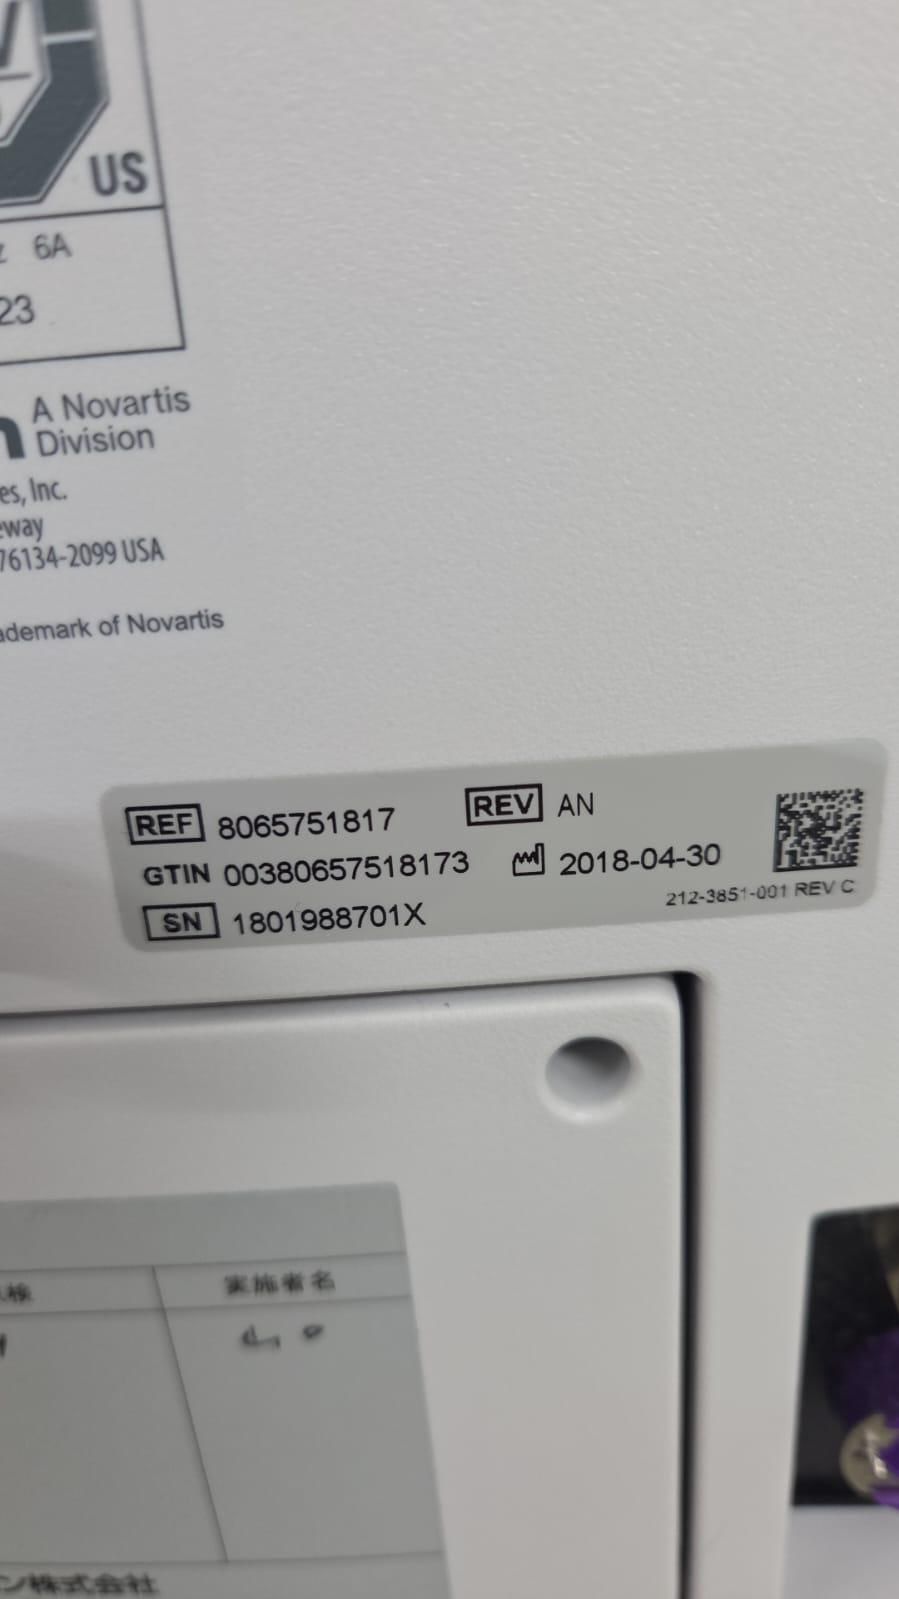 US
6A
23
A Novartis
Division
es, Inc.
way
76134-2099 USA
ademark of Novartis
REF 8065751817 REV AN
GTIN 00380657518173 2018-04-30
SN 1801988701X 212-3851-001 REV C
検 実施者名
ン株式会社